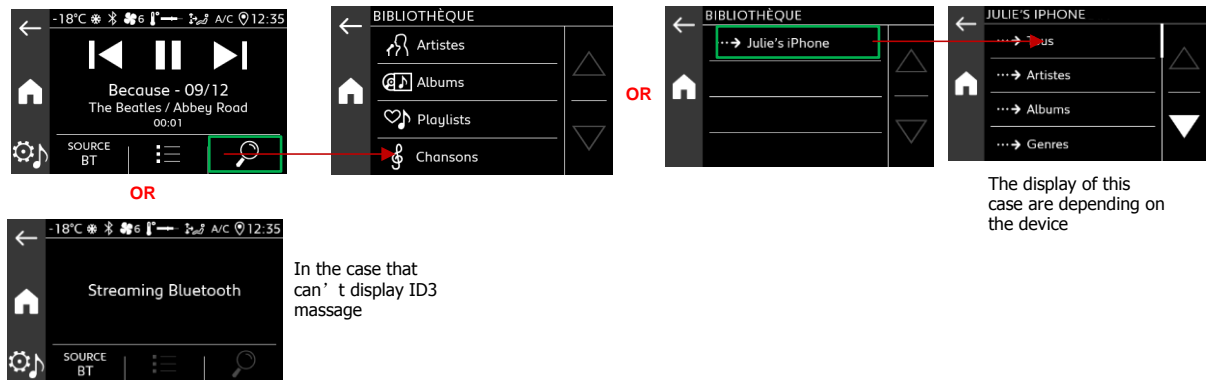 -18°C 6 A/C 12:35
Because - 09/12
The Beatles / Abbey Road
00:01
SOURCE
BT
OR
BIBLIOTHÈQUE
Artistes
Albums
Playlists
Chansons
OR
BIBLIOTHÈQUE
Julie's iPhone
JULIE'S IPHONE
Artistes
Albums
Genres
The display of this
case are depending on
the device
-18°C 6 A/C 12:35
Streaming Bluetooth
SOURCE
BT
In the case that
can’t display ID3
massage